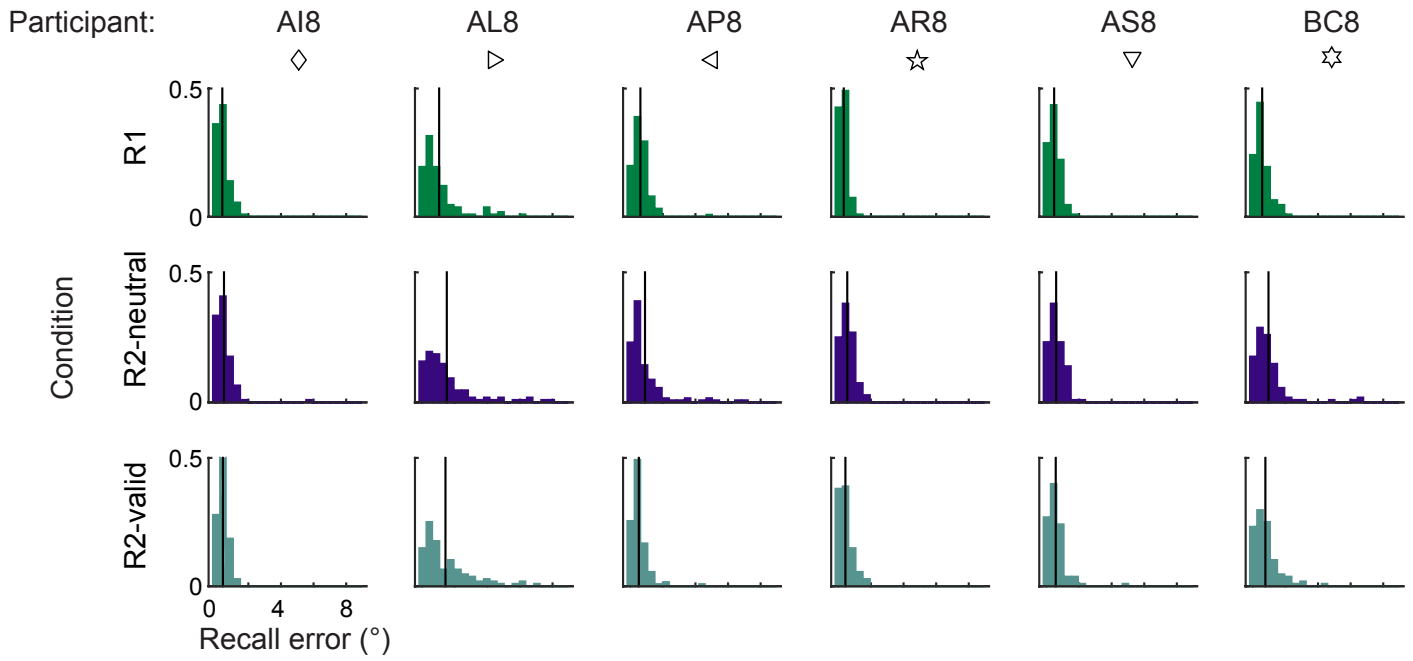 Participant: AI8 AL8 AP8 AR8 AS8 BC8
0.5
R1
0
Condition
0.5
R2-neutral
0
0.5
R2-valid
0
0 4 8
Recall error (°)